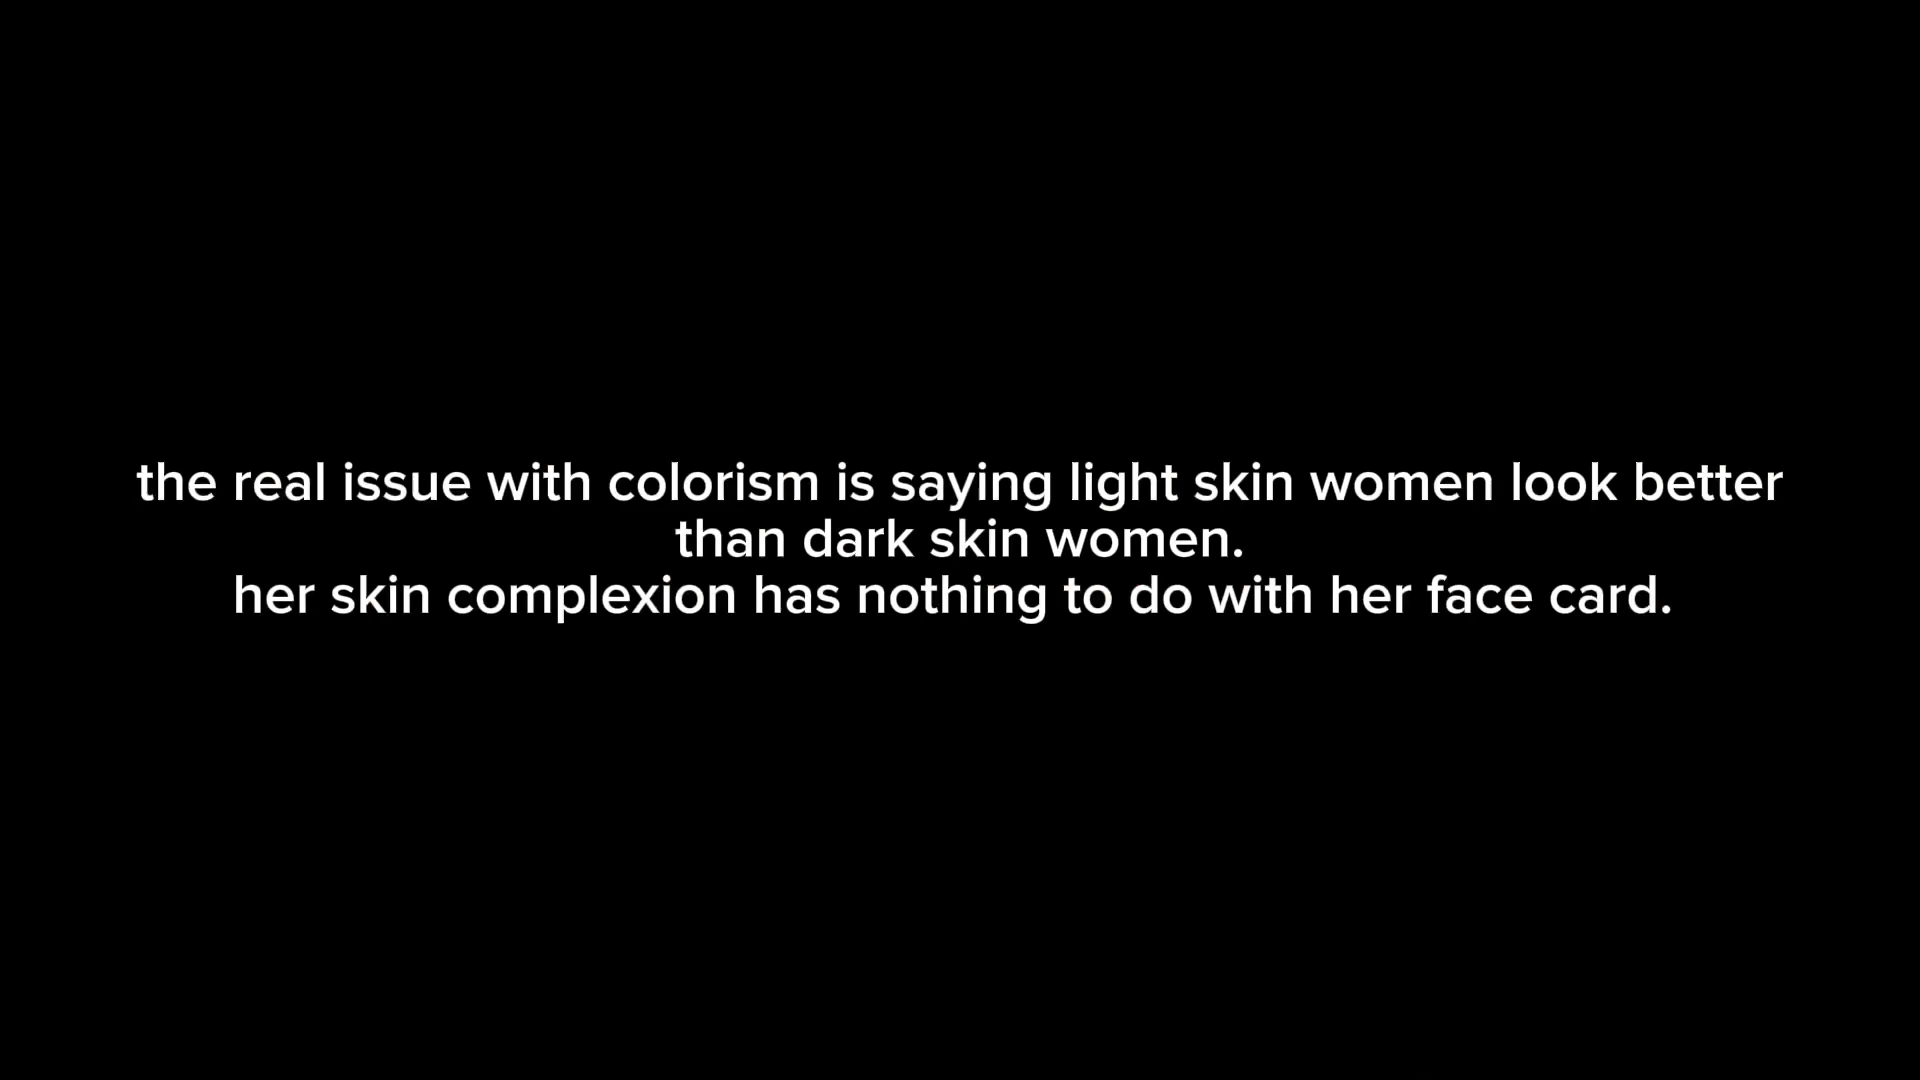 the real issue with colorism is saying light skin women look better
than dark skin women.
her skin complexion has nothing to do with her face card.